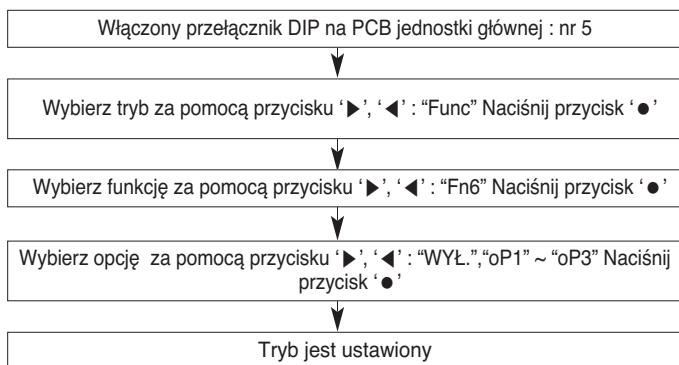 Włączony przełącznik DIP na PCB jednostki głównej : nr 5
Wybierz tryb za pomocą przycisku ‘▶’, ‘◀’ : “Func” Naciśnij przycisk ‘●’
Wybierz funkcję za pomocą przycisku ‘▶’, ‘◀’ : “Fn6” Naciśnij przycisk ‘●’
Wybierz opcję za pomocą przycisku ‘▶’, ‘◀’ : “WYŁ.”,“oP1” ~ “oP3” Naciśnij
przycisk ‘●’
Tryb jest ustawiony